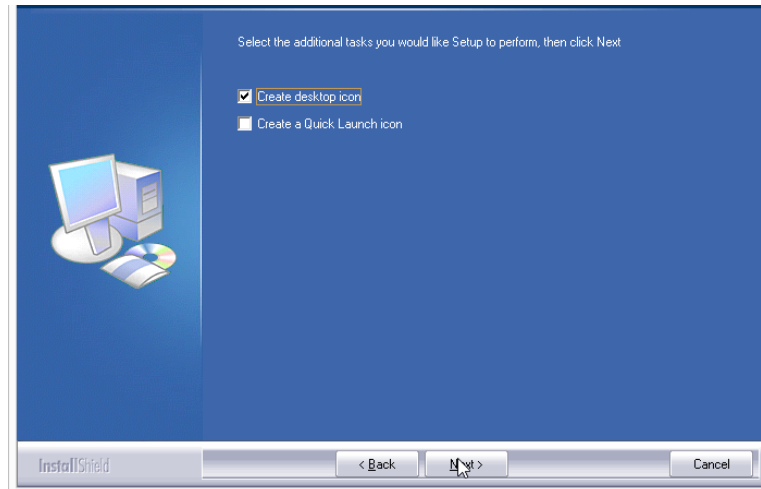 Select the additional tasks you would like Setup to perform, then click Next
Create desktop icon
Create a Quick Launch icon
InstallShield
< Back
Next >
Cancel